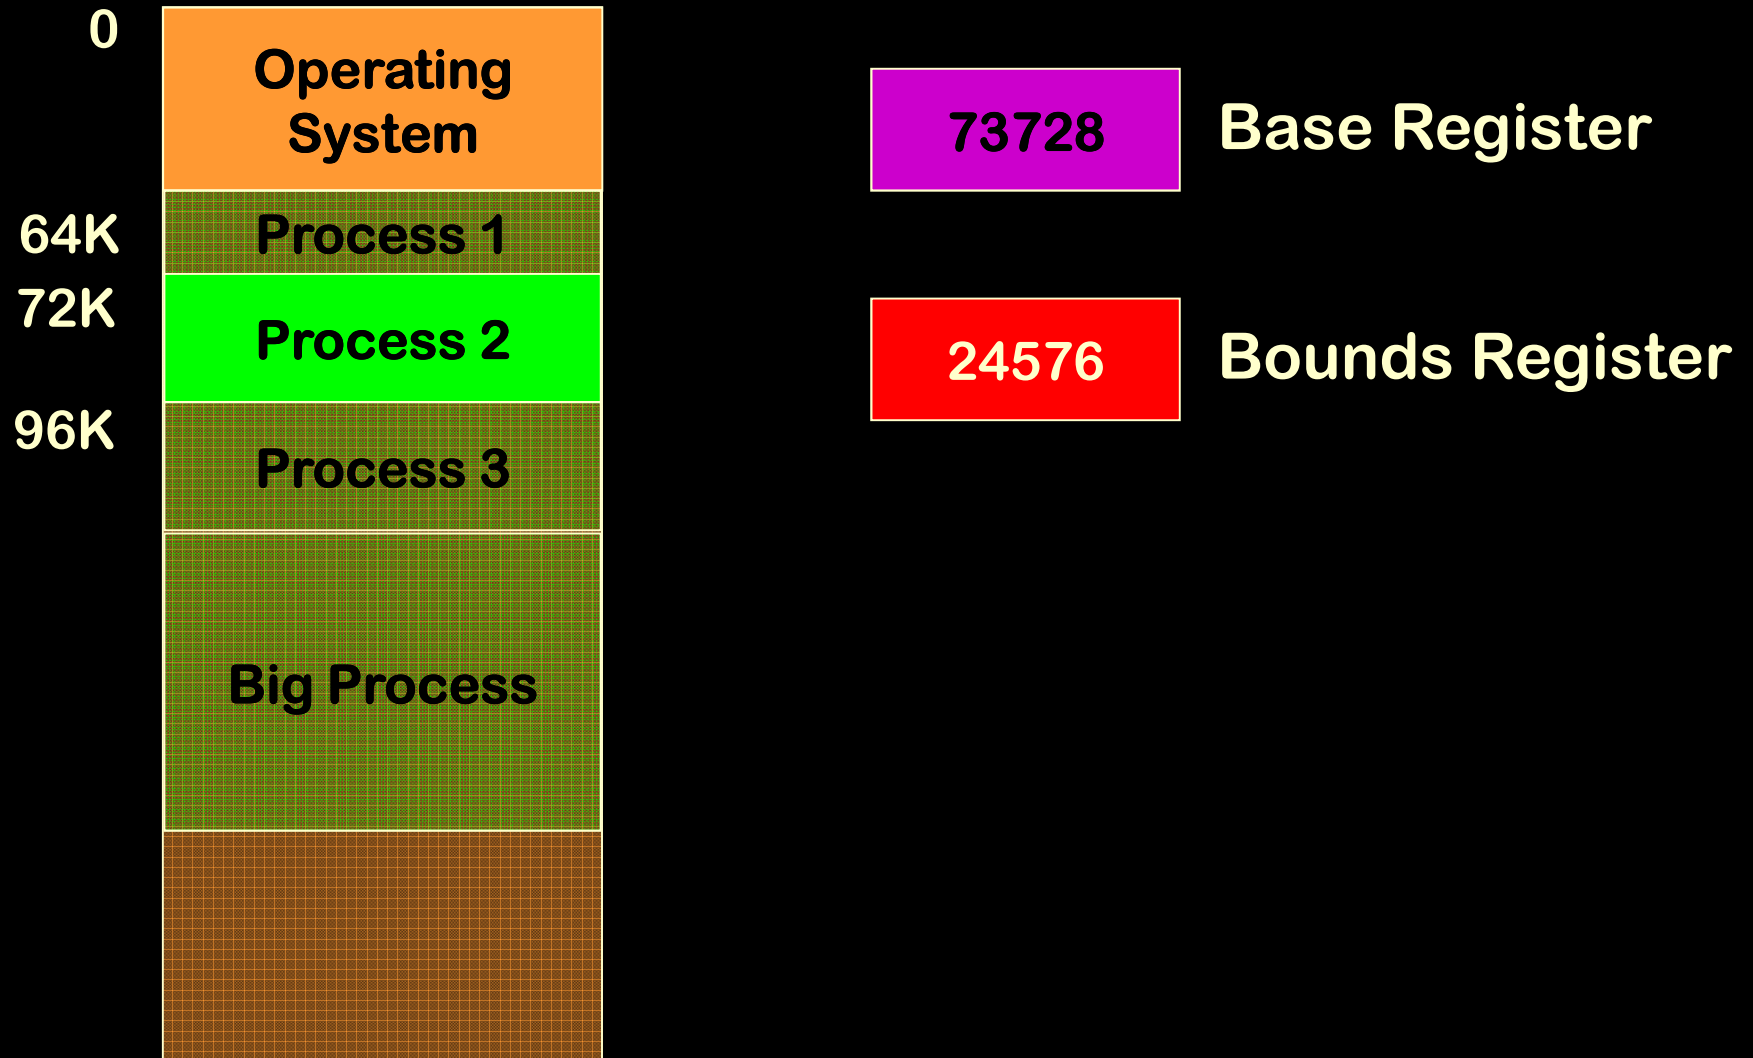 0
Operating
System
64K
Process 1
72K
Process 2
96K
Process 3
Big Process
73728
Base Register
24576
Bounds Register